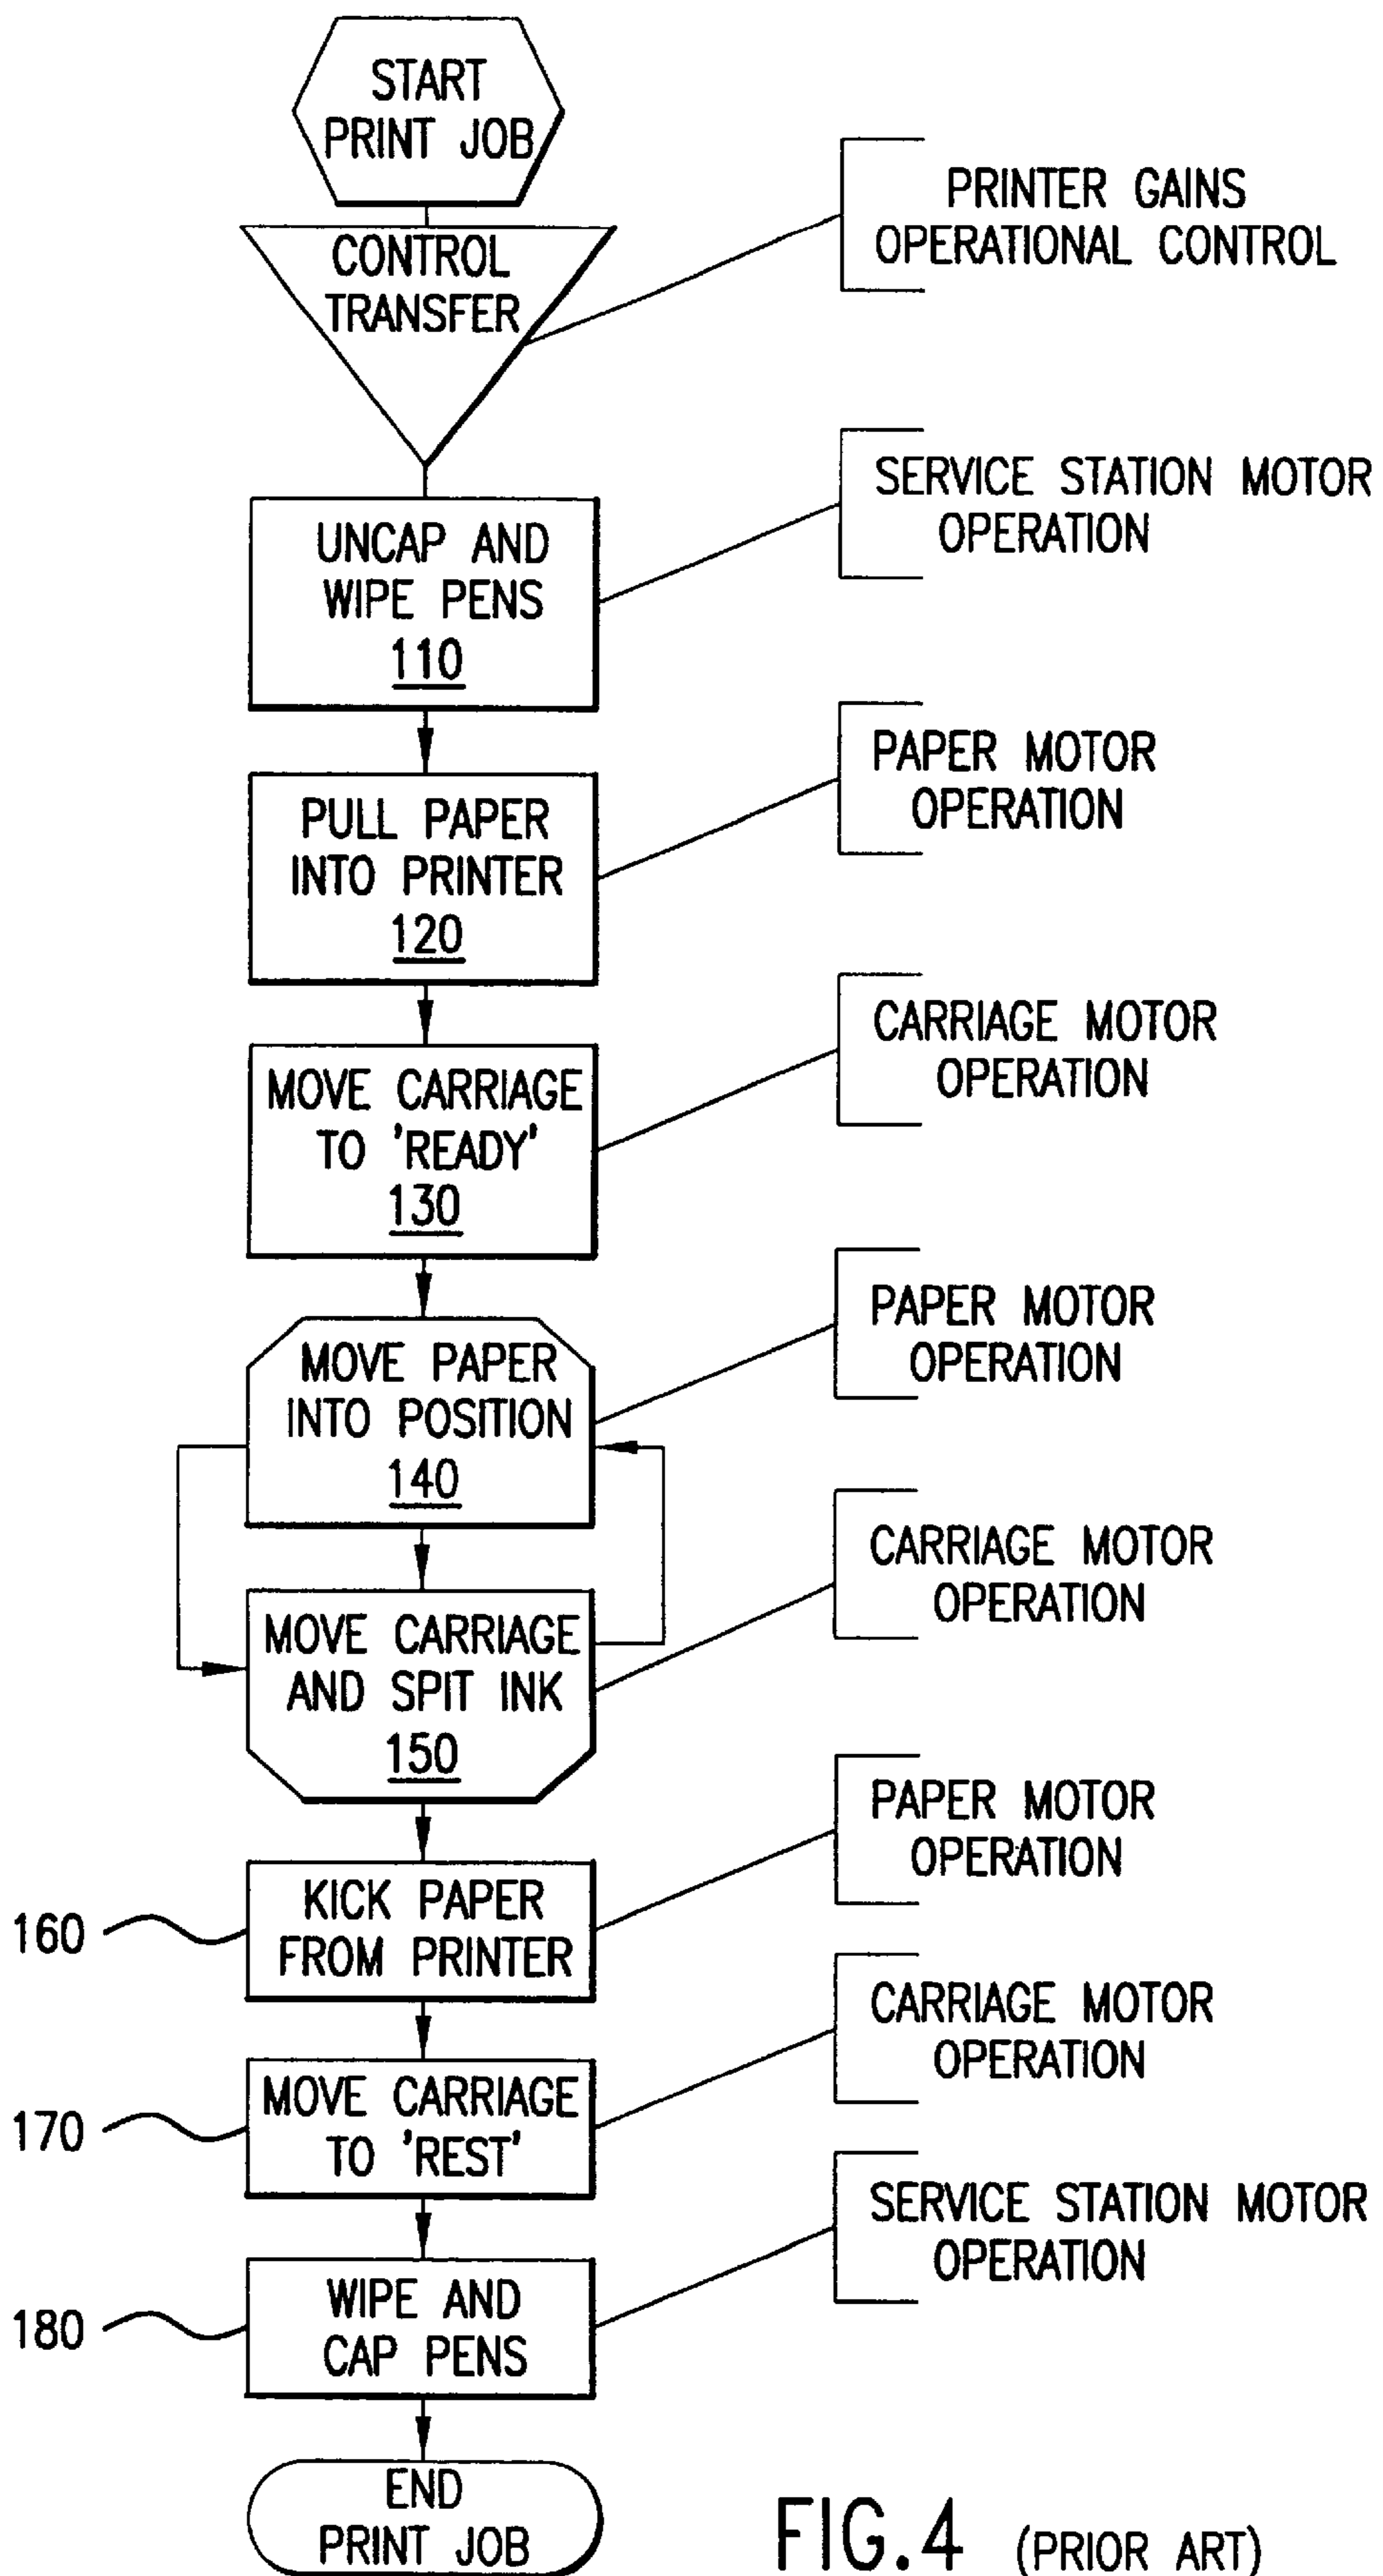 START
PRINT JOB
CONTROL
TRANSFER
PRINTER GAINS
OPERATIONAL CONTROL
UNCAP AND
WIPE PENS
110
SERVICE STATION MOTOR
OPERATION
PULL PAPER
INTO PRINTER
120
PAPER MOTOR
OPERATION
MOVE CARRIAGE
TO 'READY'
130
CARRIAGE MOTOR
OPERATION
MOVE PAPER
INTO POSITION
140
PAPER MOTOR
OPERATION
MOVE CARRIAGE
AND SPIT INK
150
CARRIAGE MOTOR
OPERATION
160
KICK PAPER
FROM PRINTER
PAPER MOTOR
OPERATION
170
MOVE CARRIAGE
TO 'REST'
CARRIAGE MOTOR
OPERATION
180
WIPE AND
CAP PENS
SERVICE STATION MOTOR
OPERATION
END
PRINT JOB
FIG.4 (PRIOR ART)